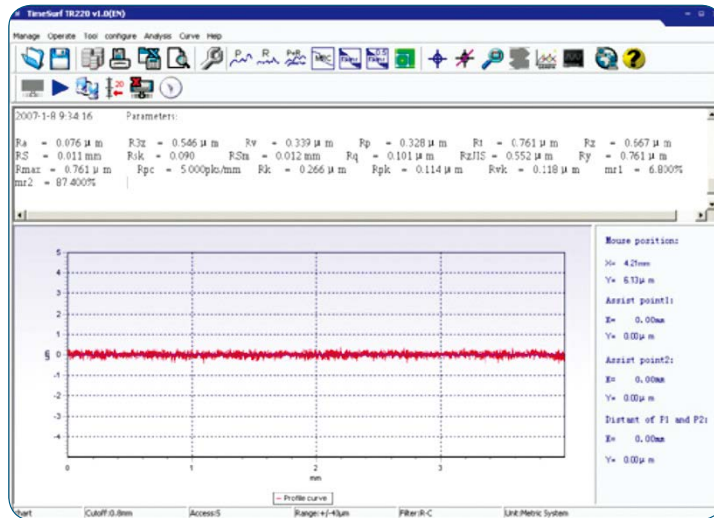 TimeSurf TR220 v1.0(EN)
Manage Operate Tool configure Analysis Curve Help
2007-1-8 9:34:16 Parameters:
Ra = 0.076 μ m R3z = 0.546 μ m Rv = 0.339 μ m Rp = 0.328 μ m Rt = 0.761 μ m Rz = 0.667 μ m
RS = 0.011 mm Rsk = 0.090 RSm = 0.012 mm Rq = 0.101 μ m RzJIS = 0.552 μ m Ry = 0.761 μ m
Rmax = 0.761 μ m Rpc = 5.000pks/mm Rk = 0.266 μ m Rpk = 0.114 μ m Rvk = 0.118 μ m mr1 = 6.800%
mr2 = 87.400%
5
4
3
2
1
μm 0
-1
-2
-3
-4
0 1 2 3
mm
Profile curve
Mouse position:
X= 4.21mm
Y= 6.13μ m
Assist point1:
X= 0.00mm
Y= 0.00μ m
Assist point2:
X= 0.00mm
Y= 0.00μ m
Distant of P1 and P2:
X= 0.00mm
Y= 0.00μ m
Cutoff:0.8mm Access:5 Range:+/-40μm Filter:R-C Unit:Metric System